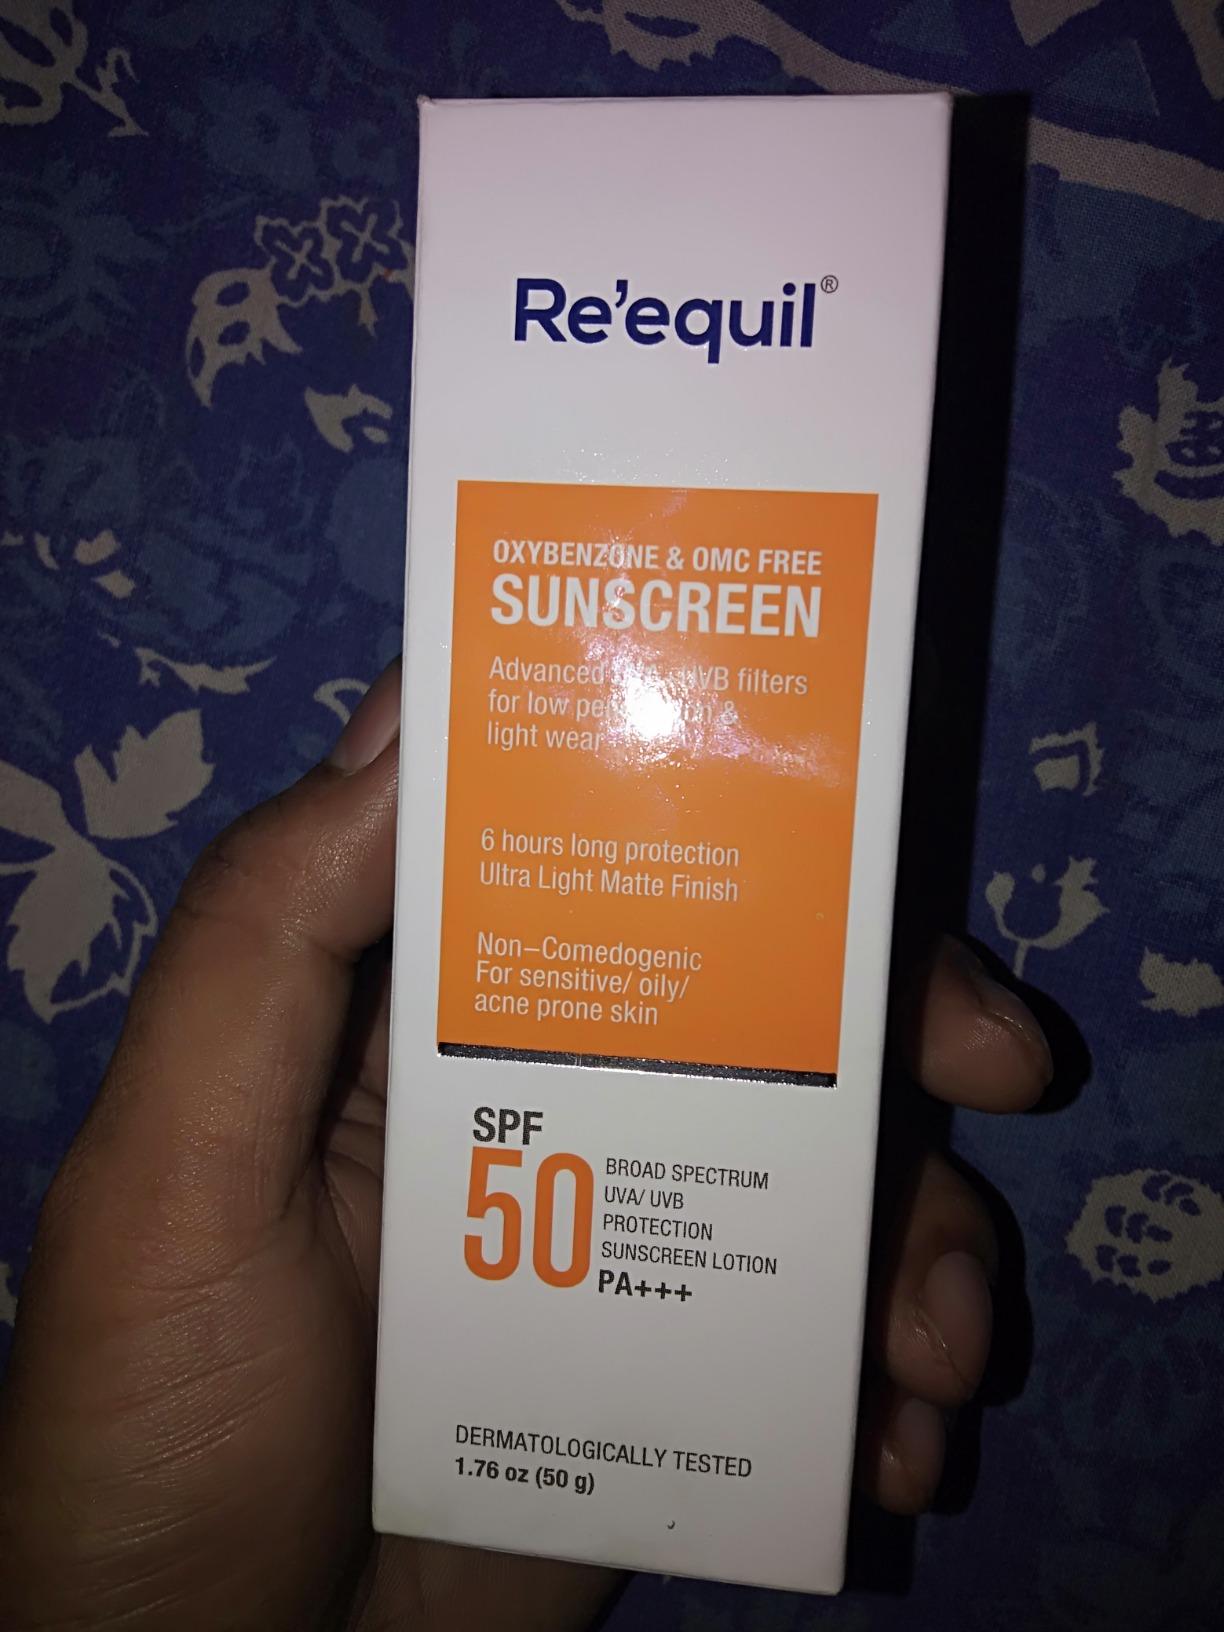 Re'equil®
OXYBENZONE & OMC FREE
SUNSCREEN
Advanced UVB filters
for low &
light wear
6 hours long protection
Ultra Light Matte Finish
Non–Comedogenic
For sensitive/ oily/
acne prone skin
SPF
50
BROAD SPECTRUM
UVA/ UVB
PROTECTION
SUNSCREEN LOTION
PA+++
DERMATOLOGICALLY TESTED
1.76 oz (50 g)